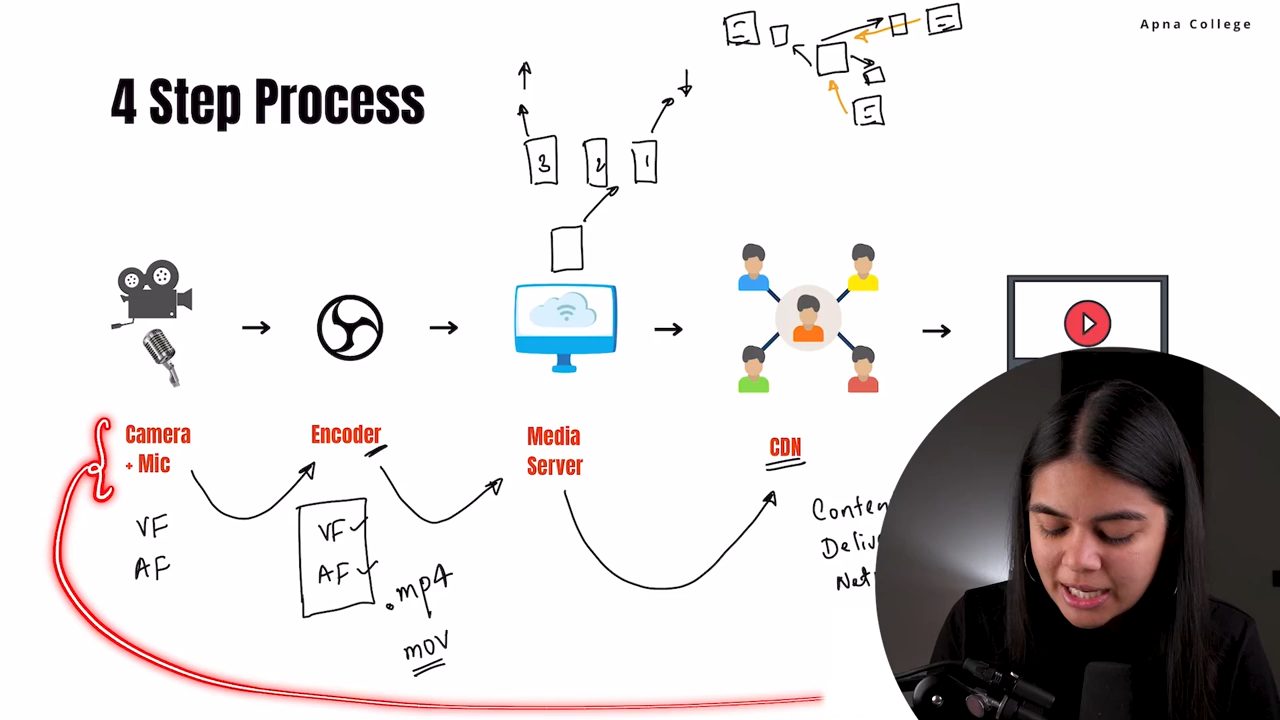 Apna College
4 Step Process
3 2 1
Camera
+ Mic
Encoder
Media
Server
CDN
VF
AF
VF
AF
.mp4
mov
Conten
Deliv
Net